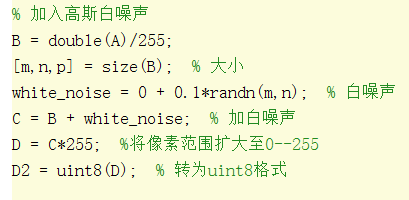 % 加入高斯白噪声
B = double(A)/255;
[m,n,p] = size(B);  % 大小
white_noise = 0 + 0.1*randn(m,n);  % 白噪声
C = B + white_noise;  % 加白噪声
D = C*255;  %将像素范围扩大至0--255
D2 = uint8(D);  % 转为uint8格式